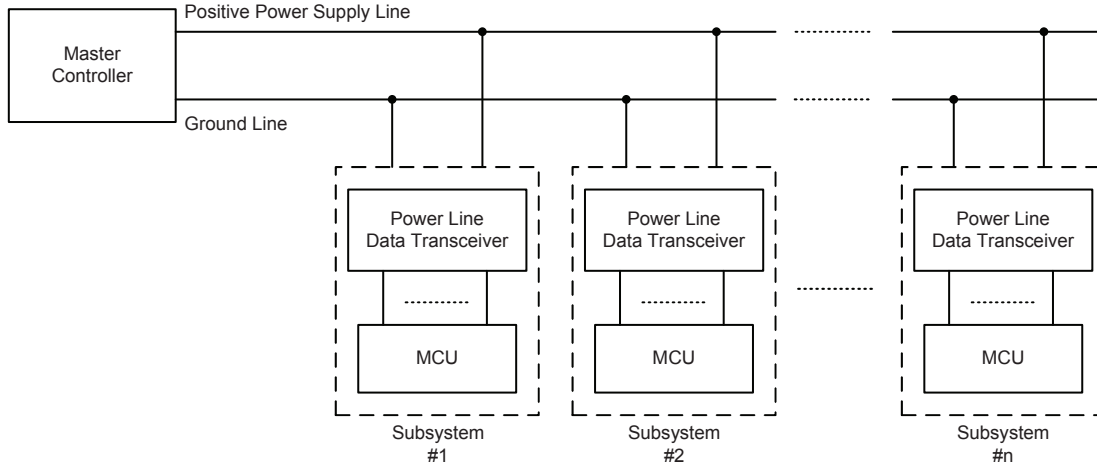 Positive Power Supply Line
Master
Controller
Ground Line
Power Line
Data Transceiver
MCU
Subsystem
#1
Power Line
Data Transceiver
MCU
Subsystem
#2
Power Line
Data Transceiver
MCU
Subsystem
#n